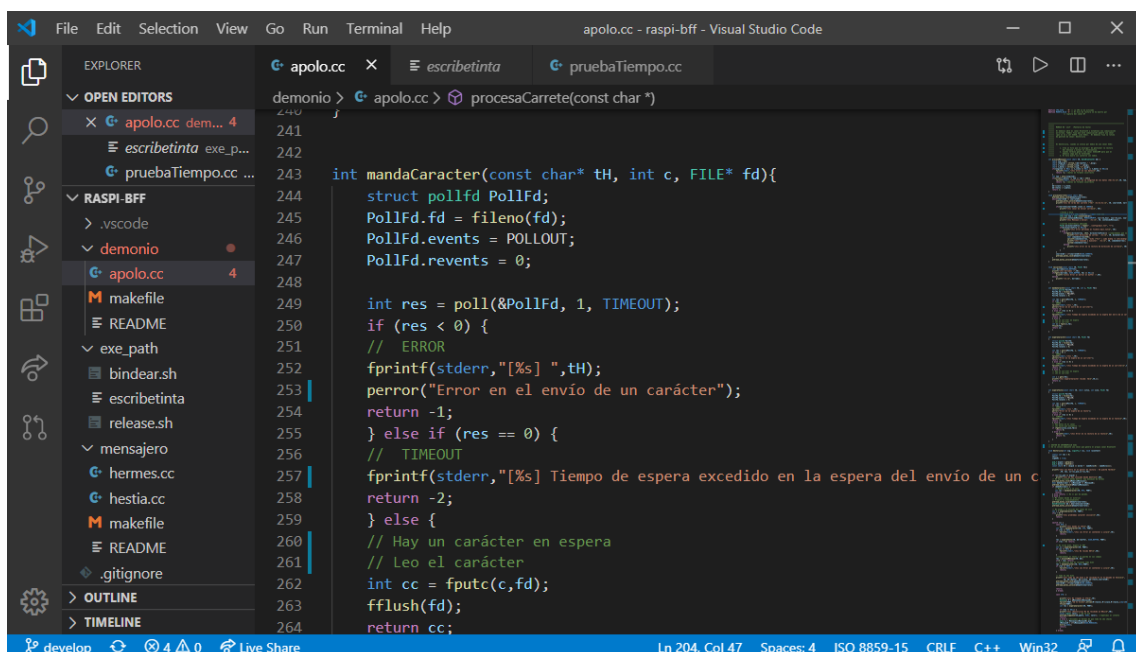 File Edit Selection View Go Run Terminal Help apolo.cc - raspi-bff - Visual Studio Code
EXPLORER
OPEN EDITORS
apolo.cc dem... 4
escribetinta exe_p...
pruebaTiempo.cc ...
RASPI-BFF
.vscode
demonio
apolo.cc 4
makefile
README
exe_path
bindear.sh
escribetinta
release.sh
mensajero
hermes.cc
hestia.cc
makefile
README
.gitignore
OUTLINE
TIMELINE
apolo.cc escribetinta pruebaTiempo.cc
demonio > apolo.cc > procesaCarrete(const char *)
240 }
241
242
243 int mandaCaracter(const char* tH, int c, FILE* fd){
244 struct pollfd PollFd;
245 PollFd.fd = fileno(fd);
246 PollFd.events = POLLOUT;
247 PollFd.revents = 0;
248
249 int res = poll(&PollFd, 1, TIMEOUT);
250 if (res < 0) {
251 // ERROR
252 fprintf(stderr,"[%s] ",tH);
253 perror("Error en el envío de un carácter");
254 return -1;
255 } else if (res == 0) {
256 // TIMEOUT
257 fprintf(stderr,"[%s] Tiempo de espera excedido en la espera del envío de un c
258 return -2;
259 } else {
260 // Hay un carácter en espera
261 // Leo el carácter
262 int cc = fputc(c,fd);
263 fflush(fd);
264 return cc;
develop 4 0 Live Share Ln 204, Col 47 Spaces: 4 ISO 8859-15 CRLF C++ Win32